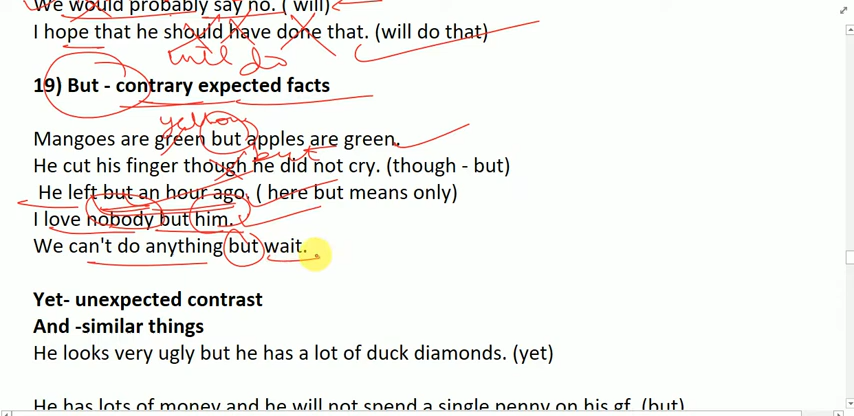 We would probably say no. ( will)
I hope that he should have done that. (will do that)
will do
19) But - contrary expected facts
yellow
Mangoes are green but apples are green.
but
He cut his finger though he did not cry. (though - but)
He left but an hour ago. ( here but means only)
I love nobody but him.
We can't do anything but wait.
Yet- unexpected contrast
And -similar things
He looks very ugly but he has a lot of duck diamonds. (yet)
He has lots of money and he will not spend a single penny on his gf. (but)